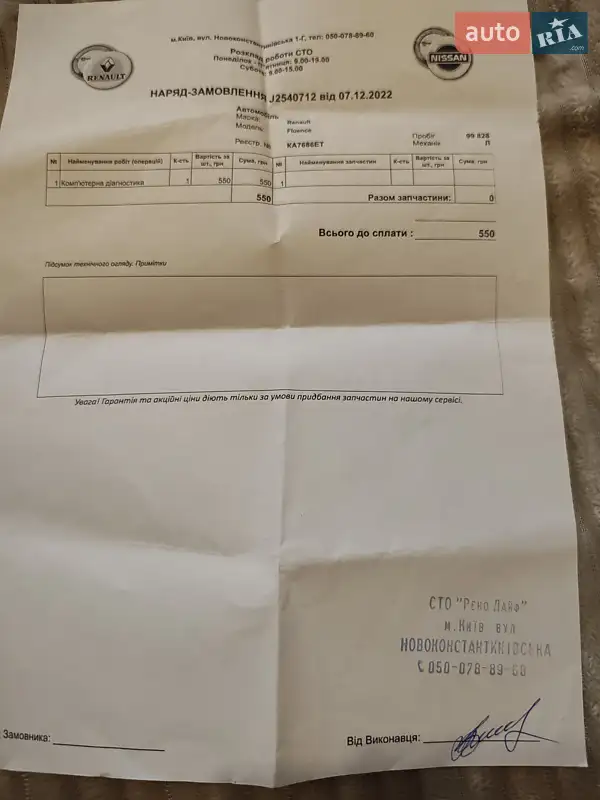 auto RIA .com
м.Київ, вул. Новоконстантинівська 1-Г, тел: 050-078-89-60
Розклад роботи СТО
Понеділок - П'ятниця: 9.00-19.00
Субота: 9.00-15.00
RENAULT
NISSAN
НАРЯД-ЗАМОВЛЕННЯ J2540712 від 07.12.2022
Автомобіль
Марка: Renault
Модель Fluence Пробіг 99 828
Реєстр. № КА7686ЕТ Механік П
№ Найменування робіт (операцій) К-сть Вартість за шт., грн Сума, грн № Найменування запчастин К-сть Вартість за шт., грн Сума, грн
1 Комп'ютерна діагностика 1 550 550 1
550 Разом запчастини: 0
Всього до сплати : 550
Підсумок технічного огляду. Примітки
Увага! Гарантія та акційні ціни діють тільки за умови придбання запчастин на нашому сервісі.
СТО "Рено Лайф"
м.Київ вул
Новоконстантинівська
050-078-89-60
Замовника:
Від Виконавця: